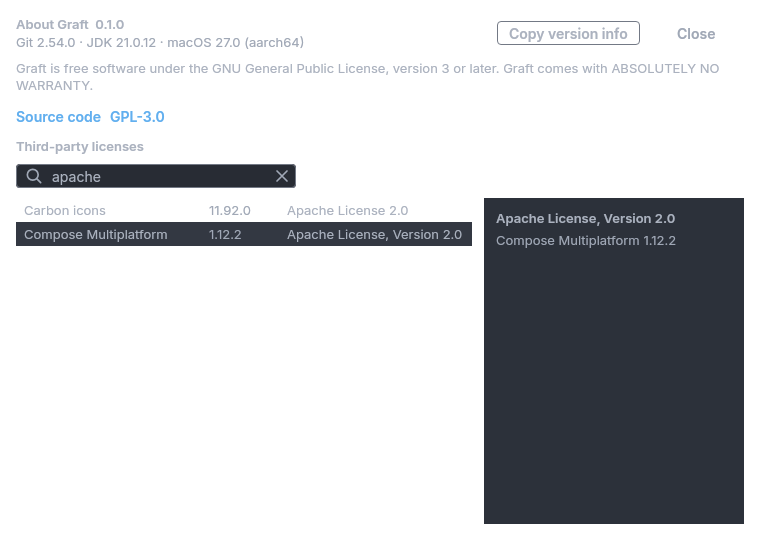 About Graft 0.1.0
Git 2.54.0 · JDK 21.0.12 · macOS 27.0 (aarch64)
Copy version info
Close
Graft is free software under the GNU General Public License, version 3 or later. Graft comes with ABSOLUTELY NO
WARRANTY.
Source code GPL-3.0
Third-party licenses
apache
Carbon icons 11.92.0 Apache License 2.0
Compose Multiplatform 1.12.2 Apache License, Version 2.0
Apache License, Version 2.0
Compose Multiplatform 1.12.2